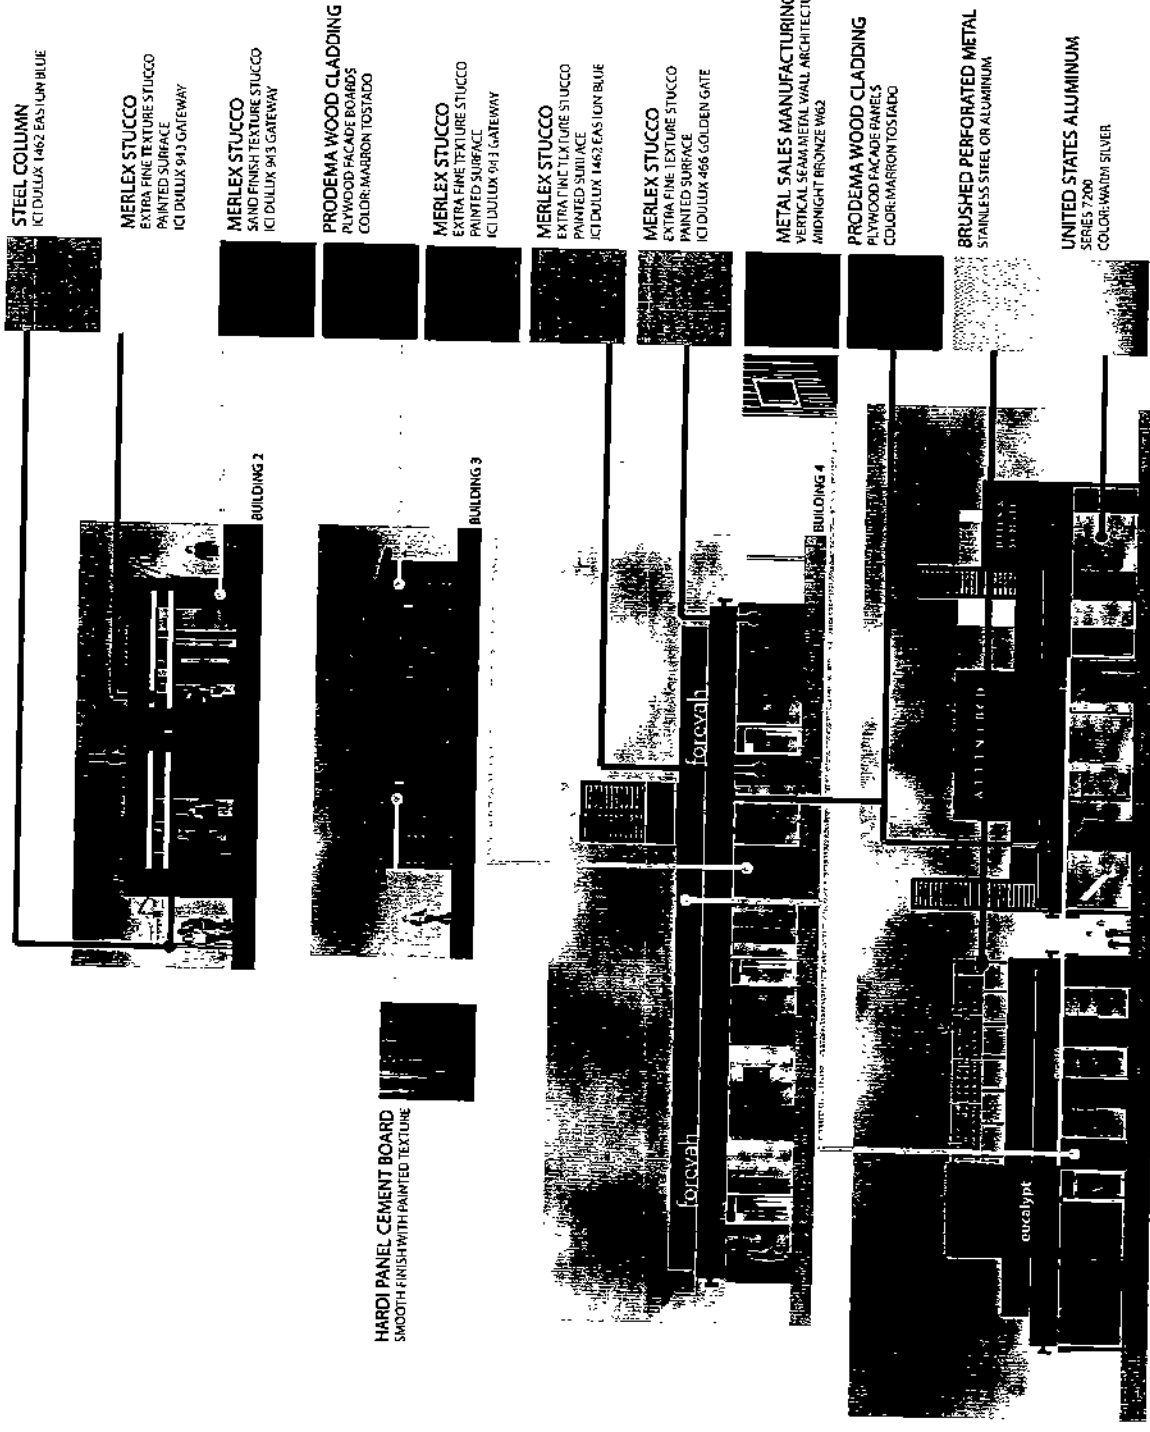 STEEL COLUMN
ICI DULUX 1462 EASTON BLUE
MERLEX STUCCO
EXTRA FINE TEXTURE STUCCO
PAINTED SURFACE
ICI DULUX 943 GATEWAY
MERLEX STUCCO
SAND FINISH TEXTURE STUCCO
ICI DULUX 943 GATEWAY
PRODEMA WOOD CLADDING
PLYWOOD FACADE BOARDS
COLOR: MARRON TOSTADO
MERLEX STUCCO
EXTRA FINE TEXTURE STUCCO
PAINTED SURFACE
ICI DULUX 943 GATEWAY
MERLEX STUCCO
EXTRA FINE TEXTURE STUCCO
PAINTED SURFACE
ICI DULUX 1462 EASTON BLUE
MERLEX STUCCO
EXTRA FINE TEXTURE STUCCO
PAINTED SURFACE
ICI DULUX 466 GOLDEN GATE
METAL SALES MANUFACTURING
VERTICAL SEAM METAL WALL
MIDNIGHT BRONZE W62
PRODEMA WOOD CLADDING
PLYWOOD FACADE PANELS
COLOR: MARRON TOSTADO
BRUSHED PERFORATED METAL
STAINLESS STEEL OR ALUMINUM
UNITED STATES ALUMINUM
SERIES 7200
COLOR: WARM SILVER
BUILDING 2
BUILDING 3
HARDI PANEL CEMENT BOARD
SMOOTH FINISH WITH PAINTED TEXTURE
BUILDING 4
forevah
forevah
eucalypt